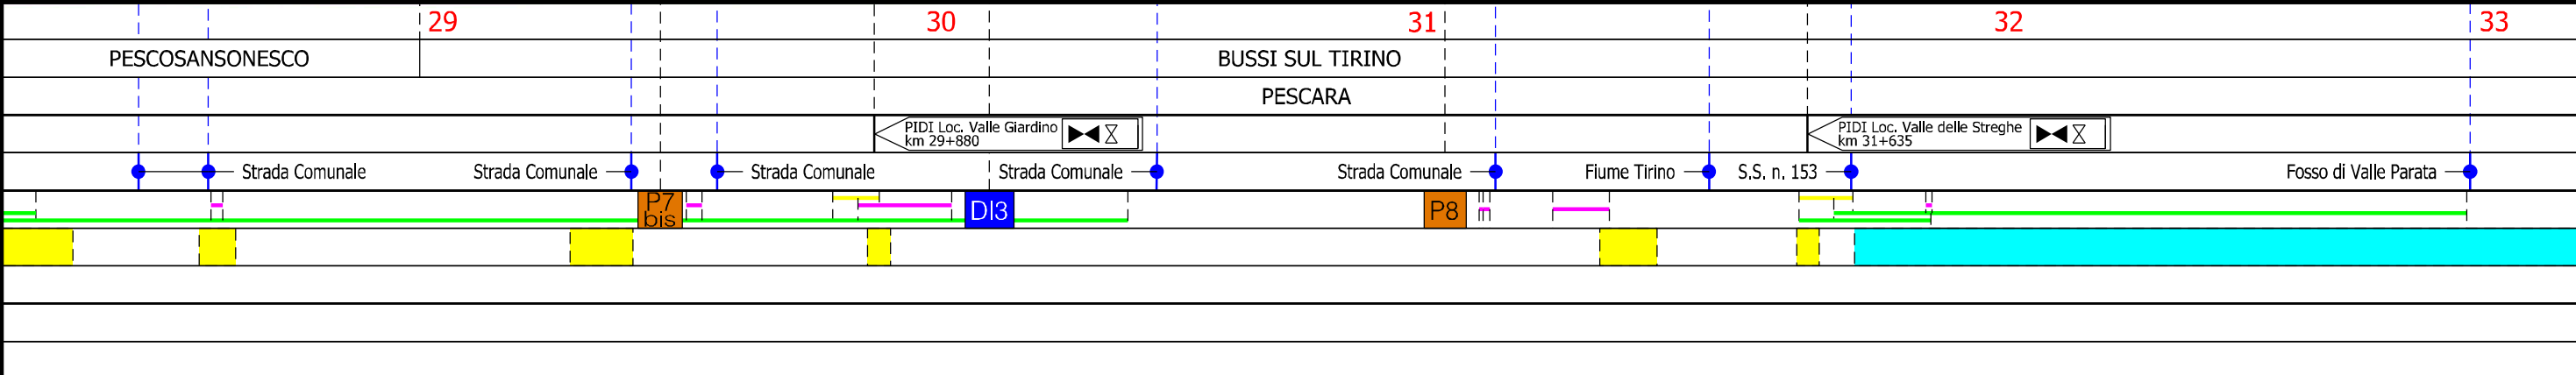 29 30 31 32 33
PESCOSANSONESCO BUSSI SUL TIRINO
PESCARA
PIDI Loc. Valle Giardino
km 29+880
PIDI Loc. Valle delle Streghe
km 31+635
Strada Comunale Strada Comunale Strada Comunale Strada Comunale Strada Comunale Fiume Tirino S.S. n. 153 Fosso di Valle Parata
P7
bis
DI3
P8